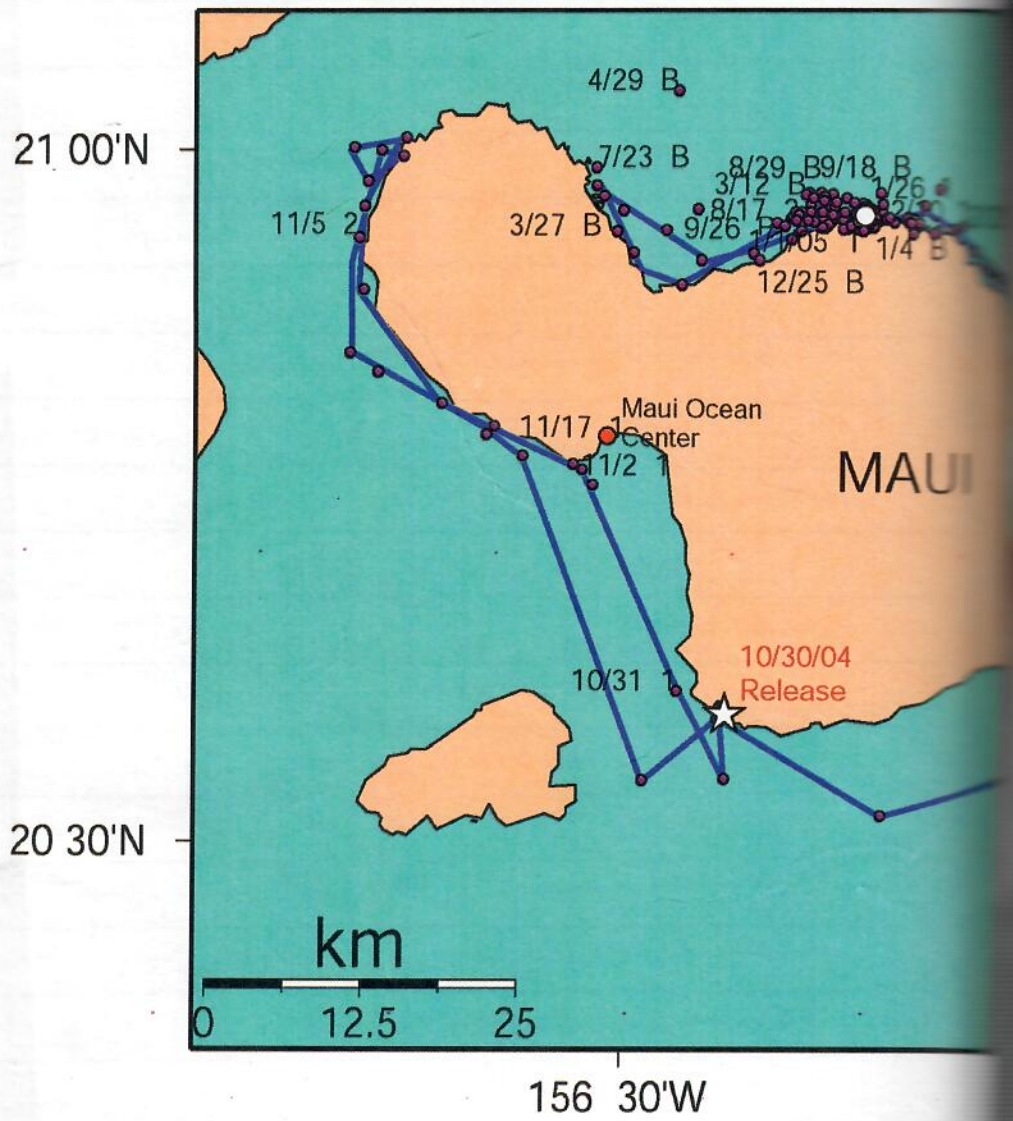 4/29 B
21 00'N
7/23 B
8/29 B 9/18 B
3/12 B
1/26
8/17 2
11/5 2
3/27 B
9/26 B
1/1/05 1
1/4 B
12/25 B
11/17 1
Maui Ocean
Center
11/2 1
MAUI
10/30/04
Release
10/31 1
20 30'N
km
0 12.5 25
156 30'W